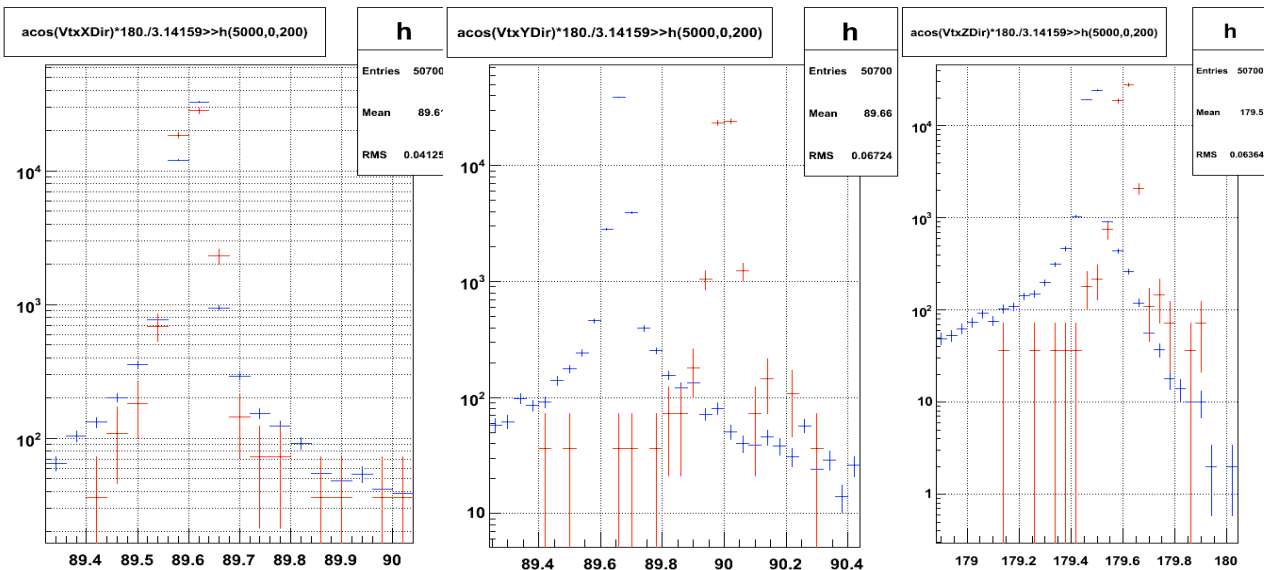 acos(VtxXDir)*180./3.14159>>h(5000,0,200)
h
Entries 50700
Mean 89.61
RMS 0.04125
10^4
10^3
10^2
89.4 89.5 89.6 89.7 89.8 89.9 90
acos(VtxYDir)*180./3.14159>>h(5000,0,200)
h
Entries 50700
Mean 89.66
RMS 0.06724
10^4
10^3
10^2
10
89.4 89.6 89.8 90 90.2 90.4
acos(VtxZDir)*180./3.14159>>h(5000,0,200)
h
Entries 50700
Mean 179.5
RMS 0.06364
10^4
10^3
10^2
10
1
179 179.2 179.4 179.6 179.8 180